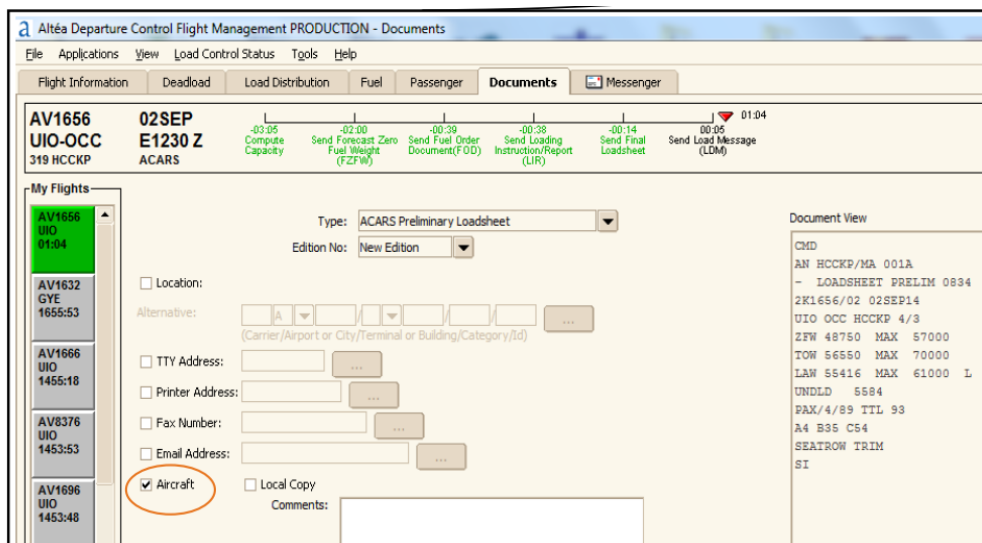 a Altéa Departure Control Flight Management PRODUCTION - Documents
File Applications View Load Control Status Tools Help
Flight Information Deadload Load Distribution Fuel Passenger Documents Messenger
AV1656 02SEP
UIO-OCC E1230 Z
319 HCCKP ACARS
01:04
-03:05 -02:00 -00:39 -00:38 -00:14 00:05
Compute Send Forecast Zero Send Fuel Order Send Loading Send Final Send Load Message
Capacity Fuel Weight Document(FOD) Instruction/Report Loadsheet (LDM)
(FZFW) (LIR)
My Flights
AV1656
UIO
01:04
AV1632
GYE
1655:53
AV1666
UIO
1455:18
AV8376
UIO
1453:53
AV1696
UIO
1453:48
Type: ACARS Preliminary Loadsheet
Edition No: New Edition
Location:
Alternative: A / / / /
(Carrier/Airport or City/Terminal or Building/Category/Id)
TTY Address: ...
Printer Address: ...
Fax Number: ...
Email Address: ...
Aircraft Local Copy
Comments:
Document View
CMD
AN HCCKP/MA 001A
- LOADSHEET PRELIM 0834
2K1656/02 02SEP14
UIO OCC HCCKP 4/3
ZFW 48750 MAX 57000
TOW 56550 MAX 70000
LAW 55416 MAX 61000 L
UNDLD 5584
PAX/4/89 TTL 93
A4 B35 C54
SEATROW TRIM
SI